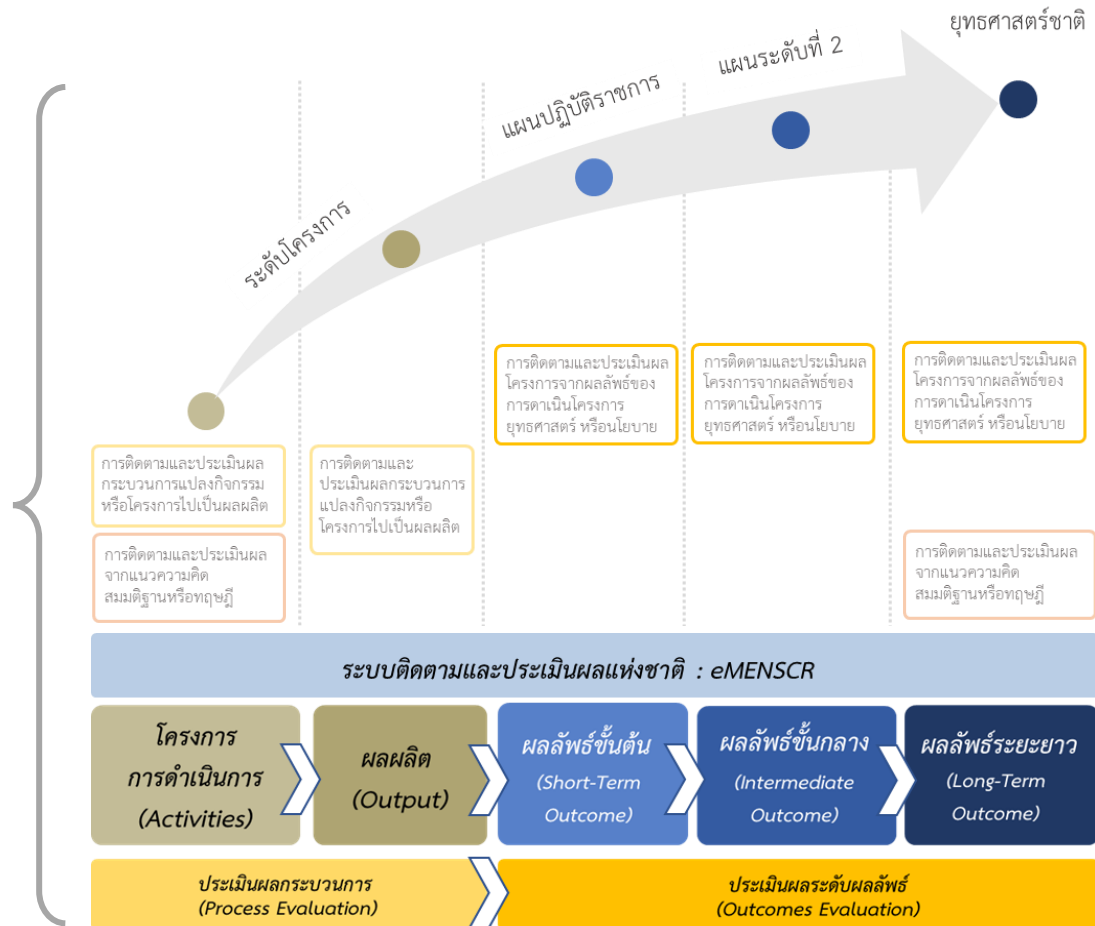 ยุทธศาสตร์ชาติ
แผนระดับที่ 2
แผนปฏิบัติราชการ
ระดับโครงการ
การติดตามและประเมินผล
กระบวนการแปลงกิจกรรม
หรือโครงการไปเป็นผลผลิต
การติดตามและประเมินผล
จากแนวความคิด
สมมติฐานหรือทฤษฎี
การติดตามและ
ประเมินผลกระบวนการ
แปลงกิจกรรมหรือ
โครงการไปเป็นผลผลิต
การติดตามและประเมินผล
โครงการจากผลลัพธ์ของ
การดาเนินโครงการ
ยุทธศาสตร์ หรือนโยบาย
การติดตามและประเมินผล
โครงการจากผลลัพธ์ของ
การดาเนินโครงการ
ยุทธศาสตร์ หรือนโยบาย
การติดตามและประเมินผล
โครงการจากผลลัพธ์ของ
การดาเนินโครงการ
ยุทธศาสตร์ หรือนโยบาย
การติดตามและประเมินผล
จากแนวความคิด
สมมติฐานหรือทฤษฎี
ระบบติดตามและประเมินผลแห่งชาติ : eMENSCR
โครงการ
การดำเนินการ
(Activities)
ผลผลิต
(Output)
ผลลัพธ์ขั้นต้น
(Short-Term
Outcome)
ผลลัพธ์ขั้นกลาง
(Intermediate
Outcome)
ผลลัพธ์ระยะยาว
(Long-Term
Outcome)
ประเมินผลกระบวนการ
(Process Evaluation)
ประเมินผลระดับผลลัพธ์
(Outcomes Evaluation)